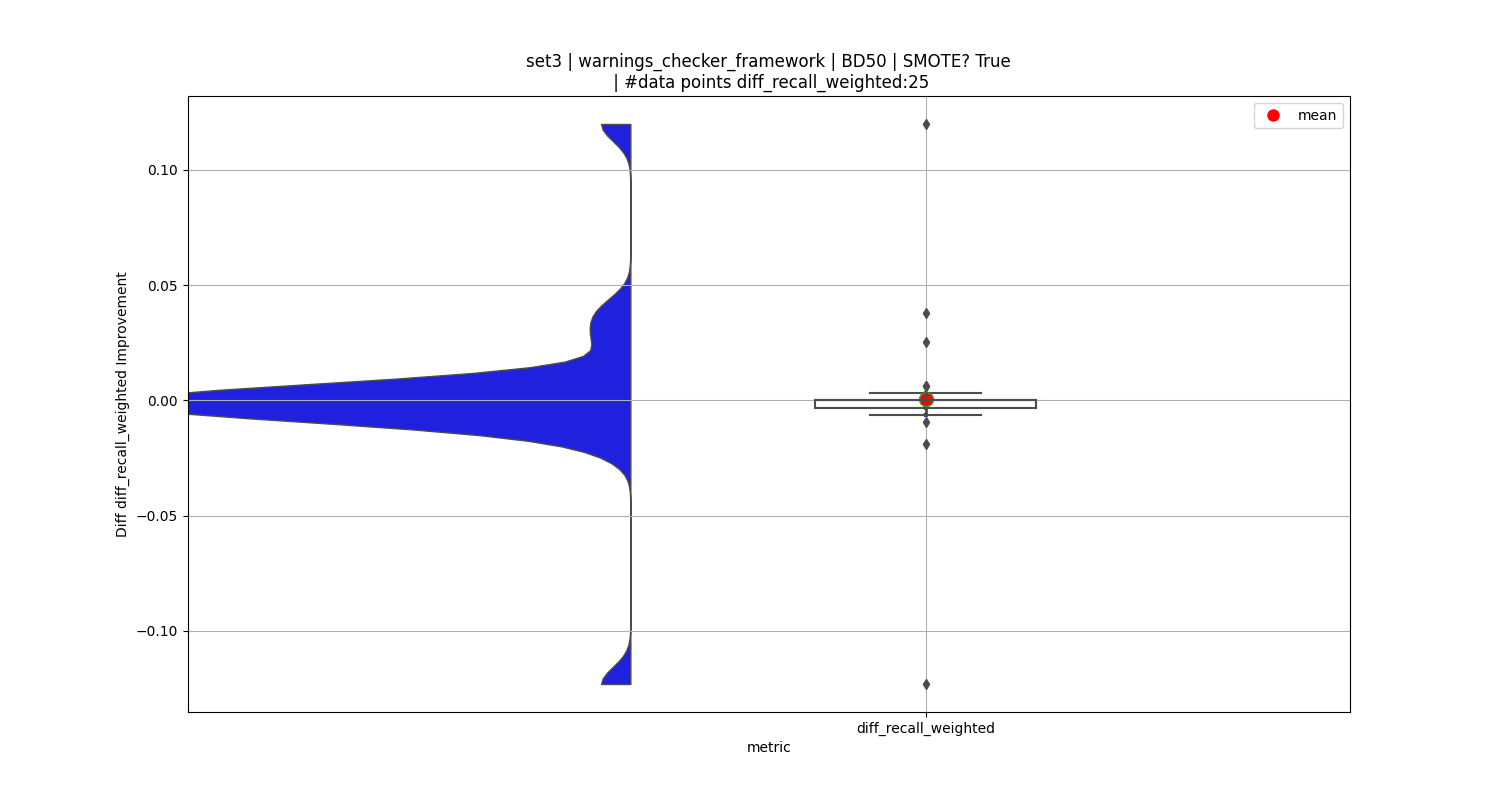 set3 | warnings_checker_framework | BD50 | SMOTE? True
| #data points diff_recall_weighted:25
mean
0.10
0.05
0.00
−0.05
−0.10
Diff diff_recall_weighted Improvement
diff_recall_weighted
metric